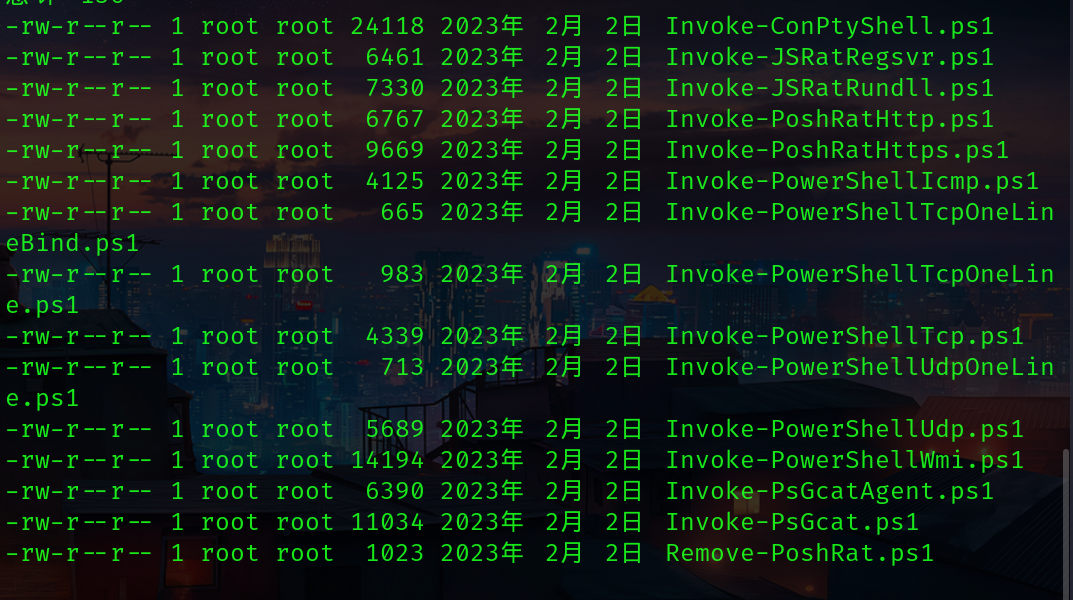 -rw-r--r-- 1 root root 24118 2023年 2月 2日 Invoke-ConPtyShell.ps1
-rw-r--r-- 1 root root 6461 2023年 2月 2日 Invoke-JSRatRegsvr.ps1
-rw-r--r-- 1 root root 7330 2023年 2月 2日 Invoke-JSRatRundll.ps1
-rw-r--r-- 1 root root 6767 2023年 2月 2日 Invoke-PoshRatHttp.ps1
-rw-r--r-- 1 root root 9669 2023年 2月 2日 Invoke-PoshRatHttps.ps1
-rw-r--r-- 1 root root 4125 2023年 2月 2日 Invoke-PowerShellIcmp.ps1
-rw-r--r-- 1 root root 665 2023年 2月 2日 Invoke-PowerShellTcpOneLin
eBind.ps1
-rw-r--r-- 1 root root 983 2023年 2月 2日 Invoke-PowerShellTcpOneLin
e.ps1
-rw-r--r-- 1 root root 4339 2023年 2月 2日 Invoke-PowerShellTcp.ps1
-rw-r--r-- 1 root root 713 2023年 2月 2日 Invoke-PowerShellUdpOneLin
e.ps1
-rw-r--r-- 1 root root 5689 2023年 2月 2日 Invoke-PowerShellUdp.ps1
-rw-r--r-- 1 root root 14194 2023年 2月 2日 Invoke-PowerShellWmi.ps1
-rw-r--r-- 1 root root 6390 2023年 2月 2日 Invoke-PsGcatAgent.ps1
-rw-r--r-- 1 root root 11034 2023年 2月 2日 Invoke-PsGcat.ps1
-rw-r--r-- 1 root root 1023 2023年 2月 2日 Remove-PoshRat.ps1